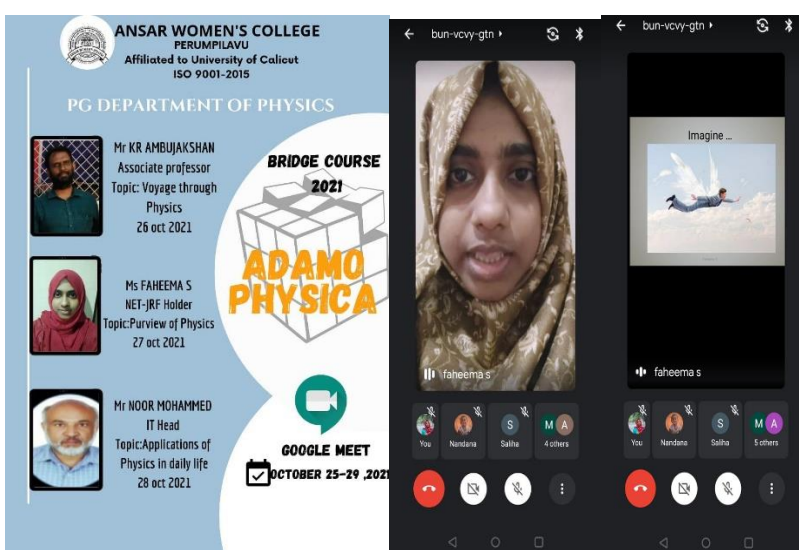 ANSAR WOMEN'S COLLEGE
PERUMPILAVU
Affiliated to University of Calicut
ISO 9001-2015
PG DEPARTMENT OF PHYSICS
Mr KR AMBUJAKSHAN
Associate professor
Topic: Voyage through
Physics
26 oct 2021
Ms FAHEEMA S
NET-JRF Holder
Topic:Purview of Physics
27 oct 2021
Mr NOOR MOHAMMED
IT Head
Topic:Applications of
Physics in daily life
28 oct 2021
BRIDGE COURSE
2021
ADAMO
PHYSICA
GOOGLE MEET
OCTOBER 25-29 ,2021
bun-vcvy-gtn
faheema s
You
Nandana
S
Saliha
M A
4 others
bun-vcvy-gtn
Imagine ...
faheema s
You
Nandana
S
Saliha
M A
5 others